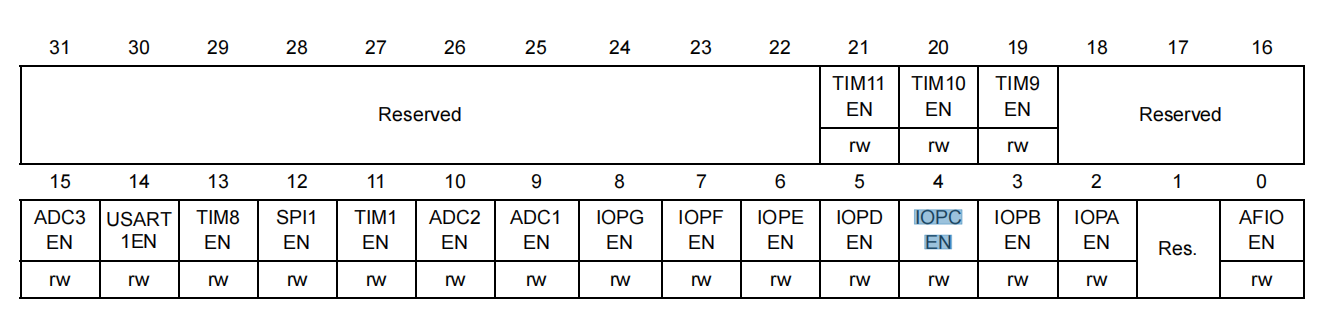 31 30 29 28 27 26 25 24 23 22 21 20 19 18 17 16
Reserved TIM11 EN TIM10 EN TIM9 EN Reserved
rw rw rw
15 14 13 12 11 10 9 8 7 6 5 4 3 2 1 0
ADC3 USART TIM8 SPI1 TIM1 ADC2 ADC1 IOPG IOPF IOPE IOPD IOPC IOPB IOPA Res. AFIO
EN 1EN EN EN EN EN EN EN EN EN EN EN EN EN EN
rw rw rw rw rw rw rw rw rw rw rw rw rw rw rw